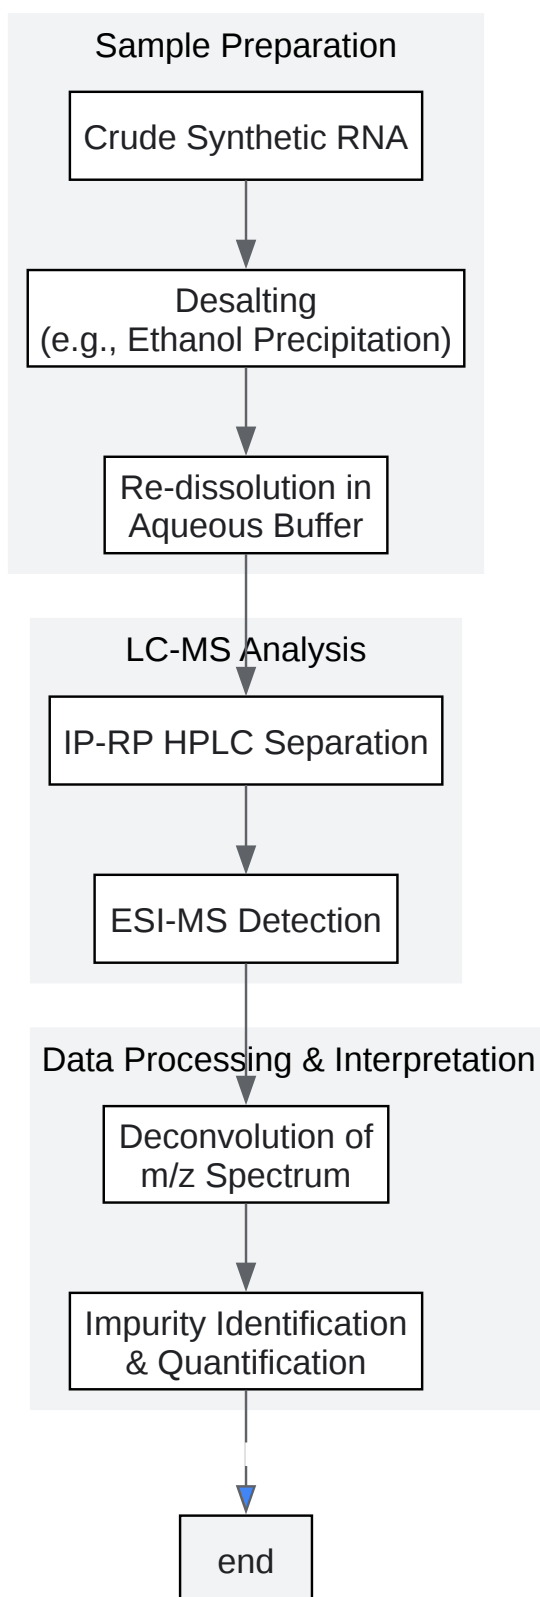 Sample Preparation
Crude Synthetic RNA
Desalting
(e.g., Ethanol Precipitation)
Re-dissolution in
Aqueous Buffer
LC-MS Analysis
IP-RP HPLC Separation
ESI-MS Detection
Data Processing & Interpretation
Deconvolution of
m/z Spectrum
Impurity Identification
& Quantification
end